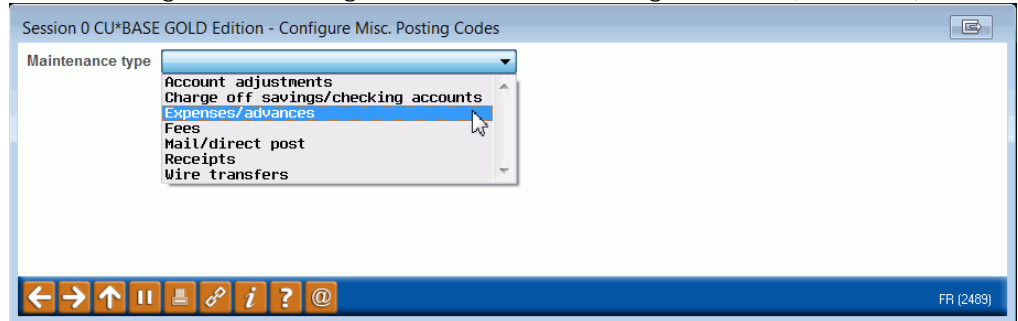 Session 0 CU*BASE GOLD Edition - Configure Misc. Posting Codes
Maintenance type
Account adjustments
Charge off savings/checking accounts
Expenses/advances
Fees
Mail/direct post
Receipts
Wire transfers
i ? @
FR (2489)